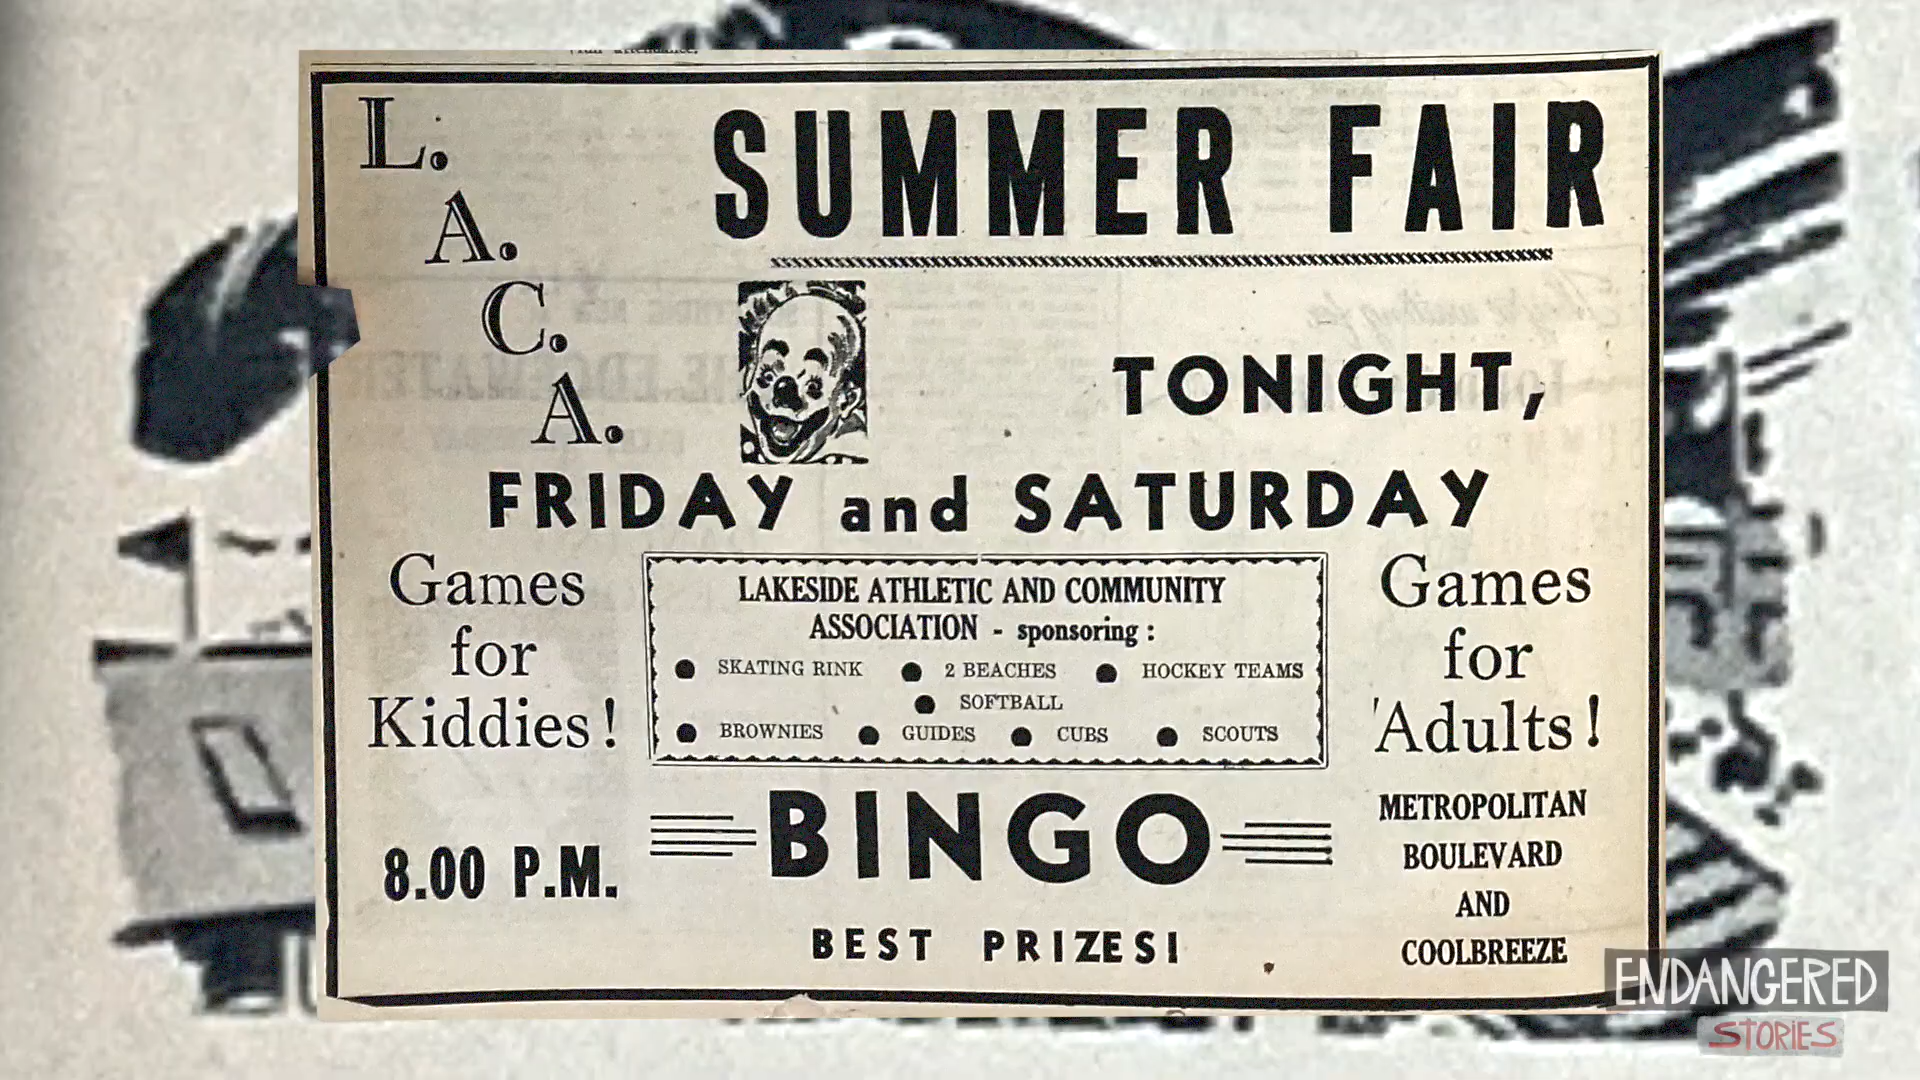 L.
A.
C.
A.
SUMMER FAIR
TONIGHT,
FRIDAY and SATURDAY
Games
for
Kiddies!
LAKESIDE ATHLETIC AND COMMUNITY
ASSOCIATION - sponsoring:
● SKATING RINK ● 2 BEACHES ● HOCKEY TEAMS
● SOFTBALL
● BROWNIES ● GUIDES ● CUBS ● SCOUTS
Games
for
'Adults!
8.00 P.M.
BINGO
BEST PRIZES!
METROPOLITAN
BOULEVARD
AND
COOLBREEZE
ENDANGERED
STORIES